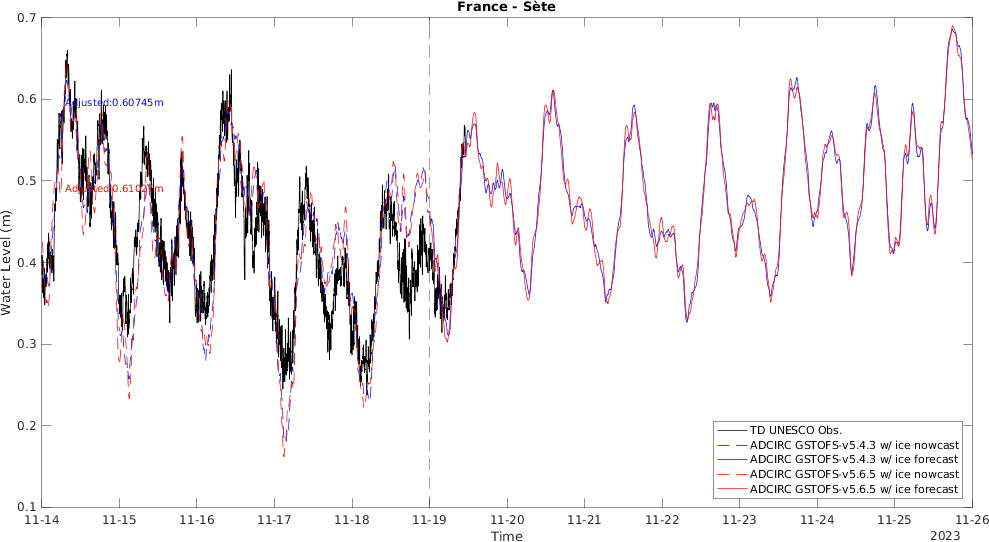 France - Sète
Water Level (m)
0.7
0.6
0.5
0.4
0.3
0.2
0.1
Adjusted:0.60745m
TD UNESCO Obs.
ADCIRC GSTOFS-v5.4.3 w/ ice nowcast
ADCIRC GSTOFS-v5.4.3 w/ ice forecast
ADCIRC GSTOFS-v5.6.5 w/ ice nowcast
ADCIRC GSTOFS-v5.6.5 w/ ice forecast
11-14 11-15 11-16 11-17 11-18 11-19 11-20 11-21 11-22 11-23 11-24 11-25 11-26
Time
2023